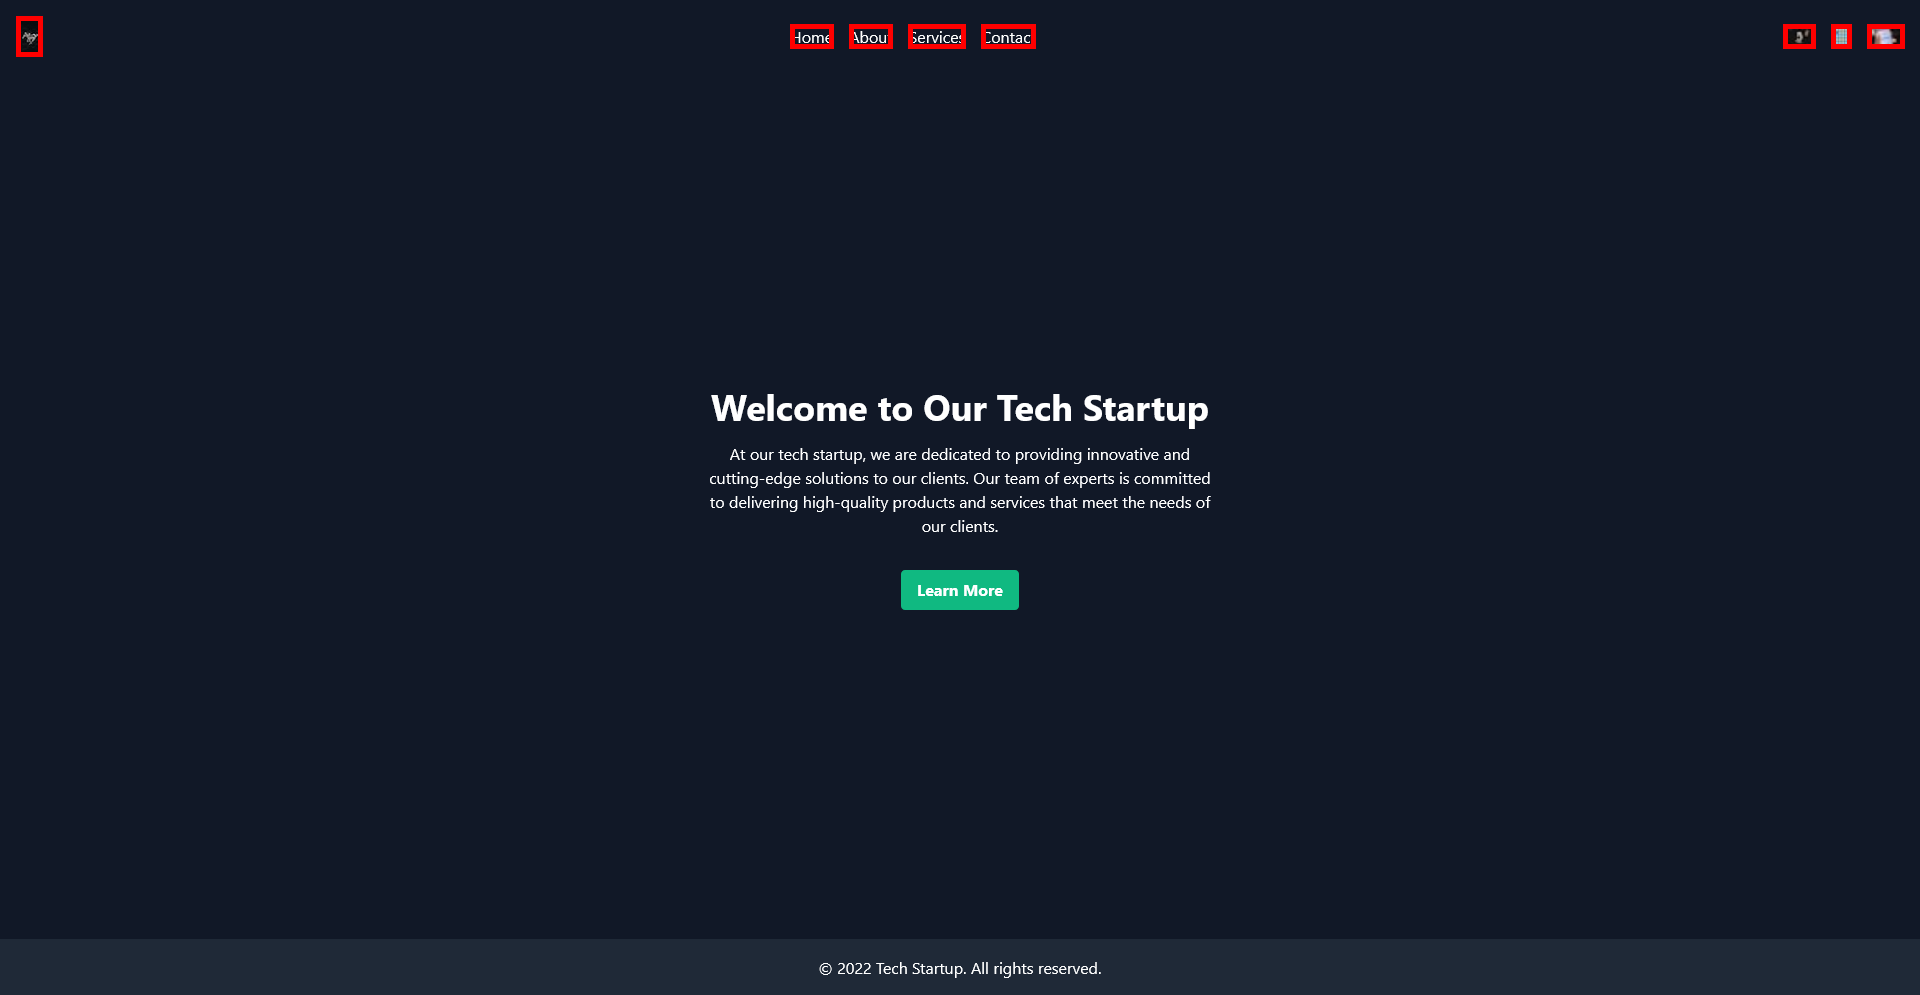 Home About Services Contact
Welcome to Our Tech Startup
At our tech startup, we are dedicated to providing innovative and
cutting-edge solutions to our clients. Our team of experts is committed
to delivering high-quality products and services that meet the needs of
our clients.
Learn More
© 2022 Tech Startup. All rights reserved.